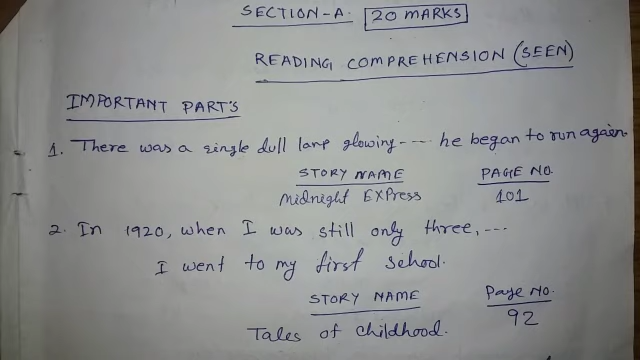 SECTION-A. 20 MARKS
READING COMPREHENSION (SEEN)
IMPORTANT PART'S
1. There was a single dull lamp glowing---- he began to run again.
STORY NAME PAGE NO.
Midnight EXPress 101
2. In 1920, when I was still only three, ---
I went to my first school.
STORY NAME Page No.
Tales of childhood. 92